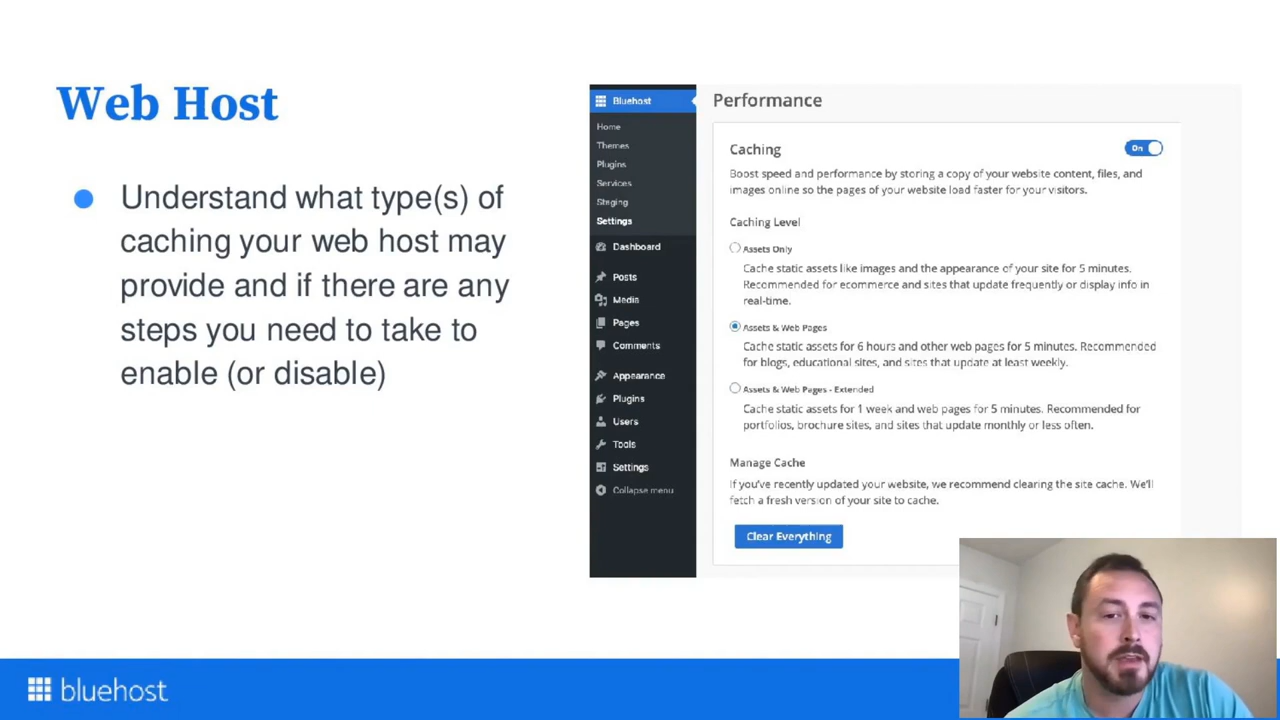 Web Host
Understand what type(s) of
caching your web host may
provide and if there are any
steps you need to take to
enable (or disable)
Bluehost
Home
Themes
Plugins
Services
Staging
Settings
Dashboard
Posts
Media
Pages
Comments
Appearance
Plugins
Users
Tools
Settings
Collapse menu
Performance
Caching
On
Boost speed and performance by storing a copy of your website content, files, and
images online so the pages of your website load faster for your visitors.
Caching Level
Assets Only
Cache static assets like images and the appearance of your site for 5 minutes.
Recommended for ecommerce and sites that update frequently or display info in
real-time.
Assets & Web Pages
Cache static assets for 6 hours and other web pages for 5 minutes. Recommended
for blogs, educational sites, and sites that update at least weekly.
Assets & Web Pages - Extended
Cache static assets for 1 week and web pages for 5 minutes. Recommended for
portfolios, brochure sites, and sites that update monthly or less often.
Manage Cache
If you've recently updated your website, we recommend clearing the site cache. We'll
fetch a fresh version of your site to cache.
Clear Everything
bluehost